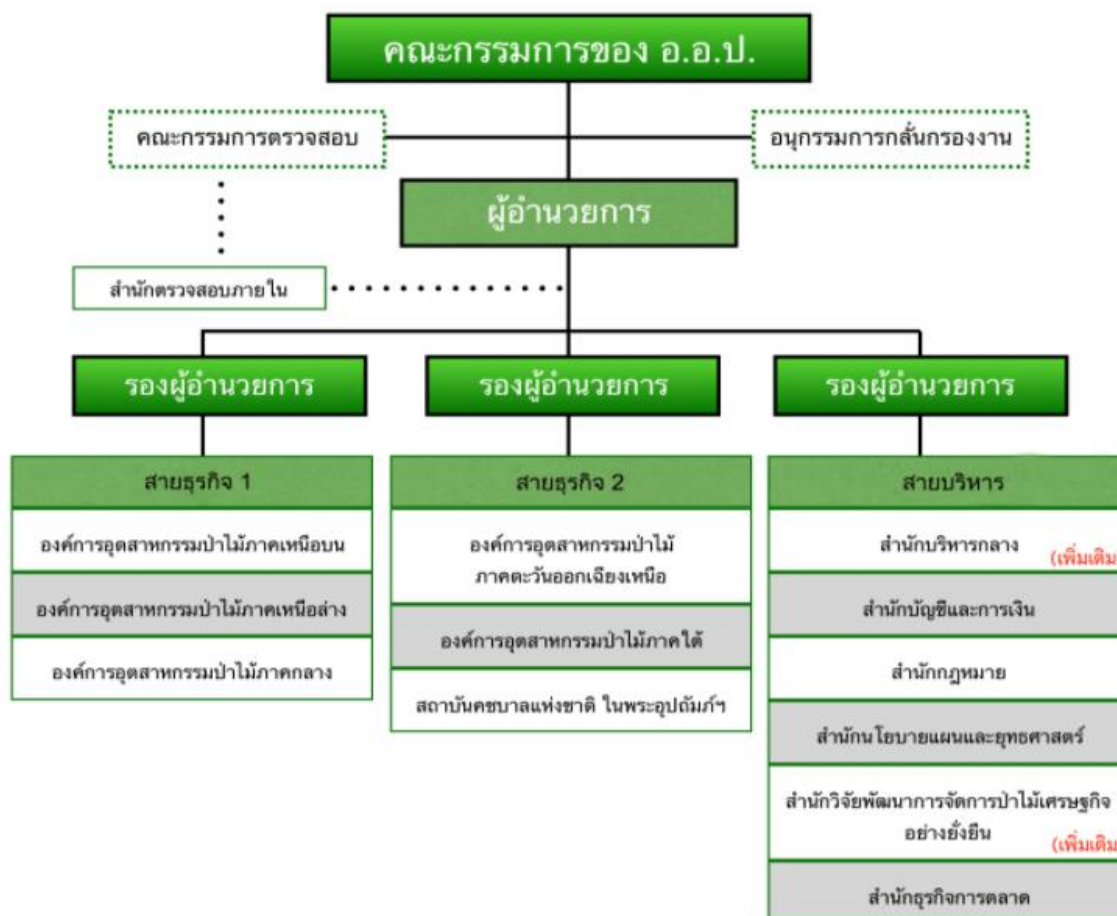 คณะกรรมการของ อ.อ.ป.
คณะกรรมการตรวจสอบ
อนุกรรมการกลั่นกรองงาน
ผู้อำนวยการ
สำนักตรวจสอบภายใน
รองผู้อำนวยการ
รองผู้อำนวยการ
รองผู้อำนวยการ
สายธุรกิจ 1
องค์การอุตสาหกรรมป่าไม้ภาคเหนือบน
องค์การอุตสาหกรรมป่าไม้ภาคเหนือล่าง
องค์การอุตสาหกรรมป่าไม้ภาคกลาง
สายธุรกิจ 2
องค์การอุตสาหกรรมป่าไม้
ภาคตะวันออกเฉียงเหนือ
องค์การอุตสาหกรรมป่าไม้ภาคใต้
สถาบันคชบาลแห่งชาติ ในพระอุปถัมภ์ฯ
สายบริหาร
สำนักบริหารกลาง
(เพิ่มเติม
สำนักบัญชีและการเงิน
สำนักกฎหมาย
สำนักนโยบายแผนและยุทธศาสตร์
สำนักวิจัยพัฒนาการจัดการป่าไม้เศรษฐกิจ
อย่างยั่งยืน
(เพิ่มเติม
สำนักธุรกิจการตลาด